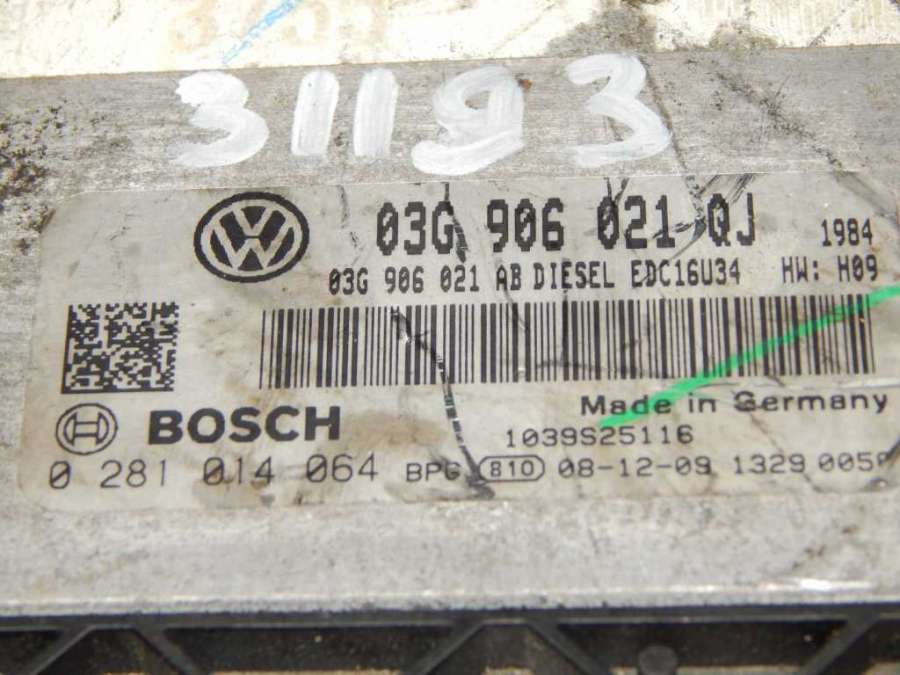 31193
03G 906 021 QJ 1984
03G 906 021 AB DIESEL EDC16U34 HW: H09
Made in Germany
BOSCH 1039S25116
0 281 014 064 BPG 810 08-12-09 1329